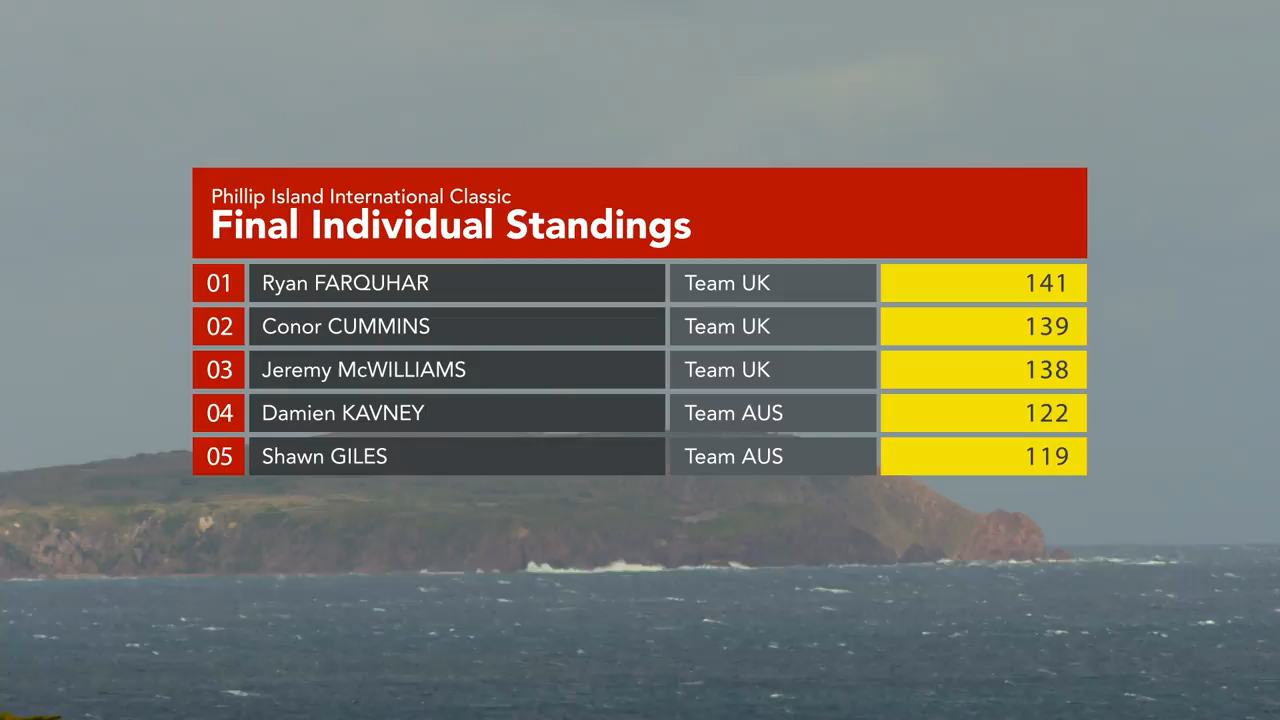 Phillip Island International Classic
Final Individual Standings
01 Ryan FARQUHAR Team UK 141
02 Conor CUMMINS Team UK 139
03 Jeremy McWILLIAMS Team UK 138
04 Damien KAVNEY Team AUS 122
05 Shawn GILES Team AUS 119